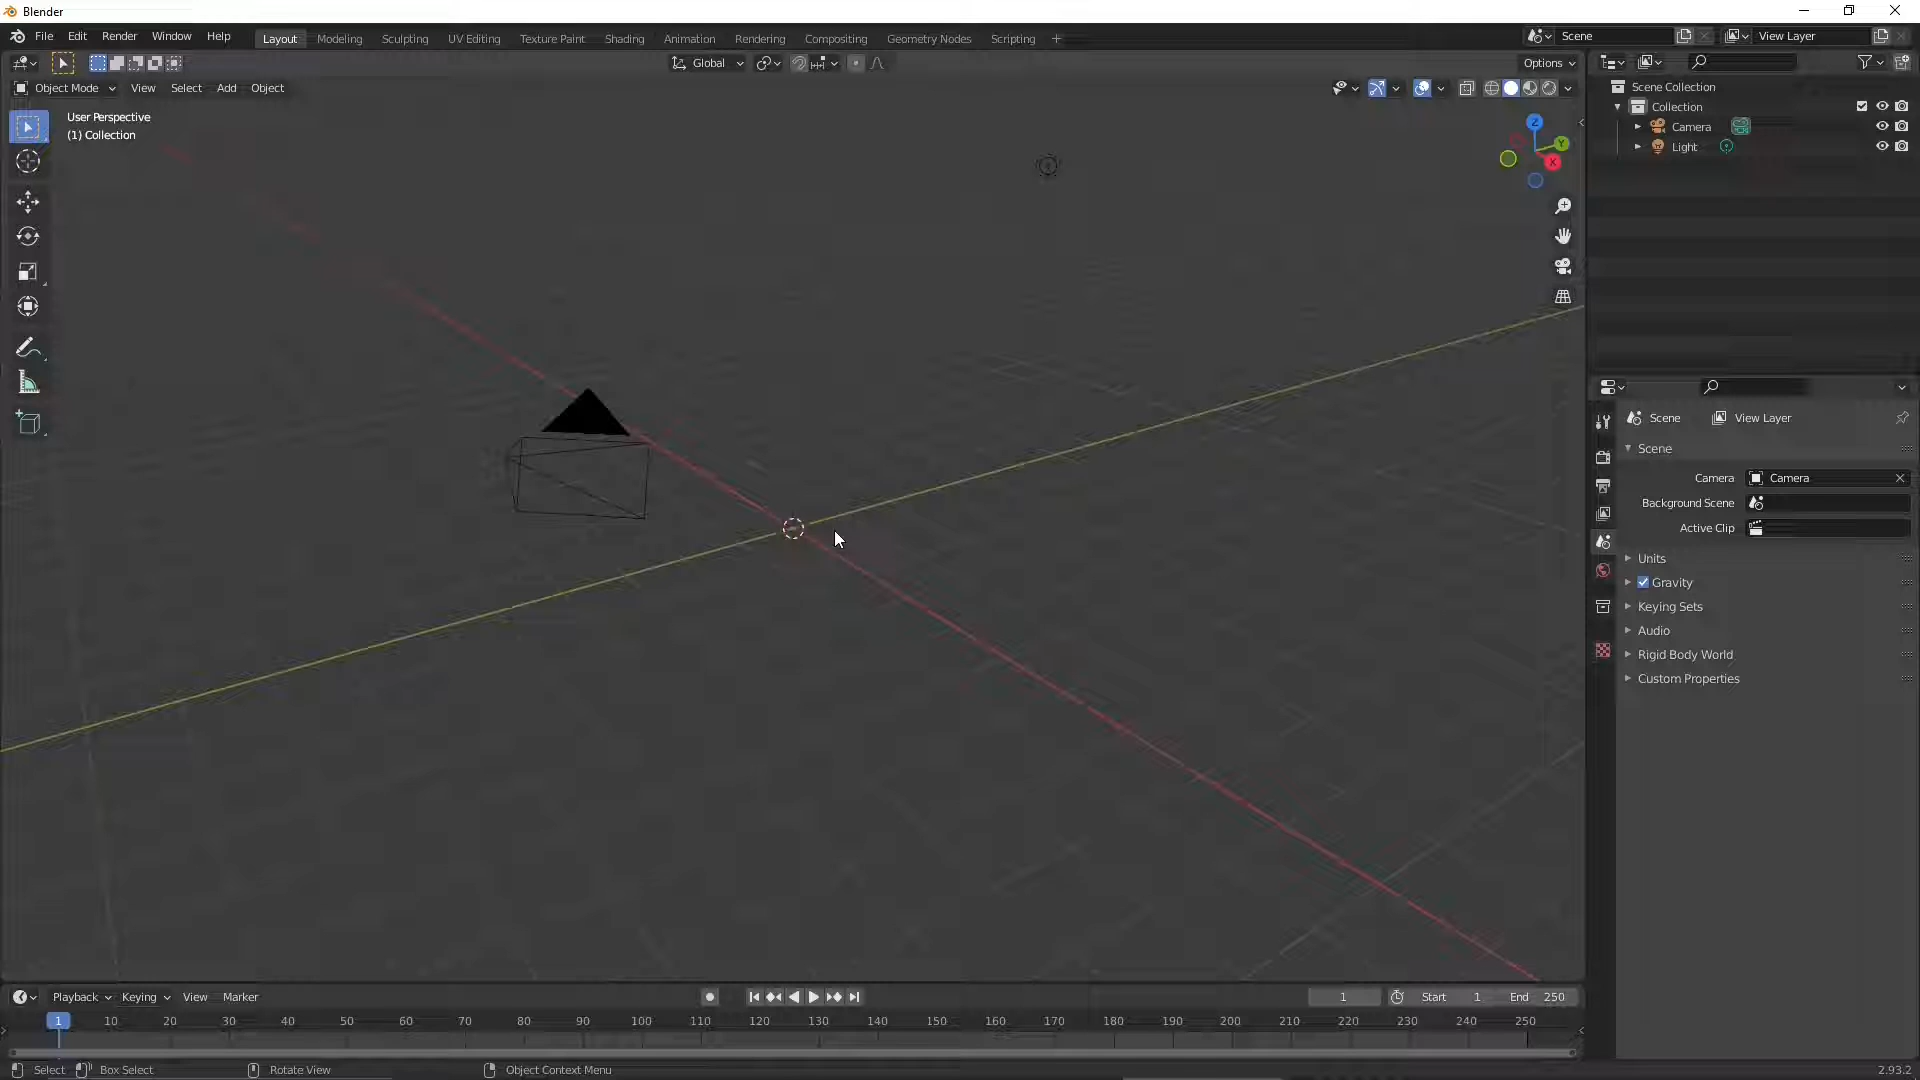 Blender
File Edit Render Window Help Layout Modeling Sculpting UV Editing Texture Paint Shading Animation Rendering Compositing Geometry Nodes Scripting + Scene View Layer
Global Options
Object Mode View Select Add Object
User Perspective
(1) Collection
Z
Y
X
Scene Collection
Collection
Camera
Light
Scene View Layer
Scene
Camera Camera
Background Scene
Active Clip
Units
Gravity
Keying Sets
Audio
Rigid Body World
Custom Properties
Playback Keying View Marker 1 Start 1 End 250
1 10 20 30 40 50 60 70 80 90 100 110 120 130 140 150 160 170 180 190 200 210 220 230 240 250
Select Box Select Rotate View Object Context Menu 2.93.2